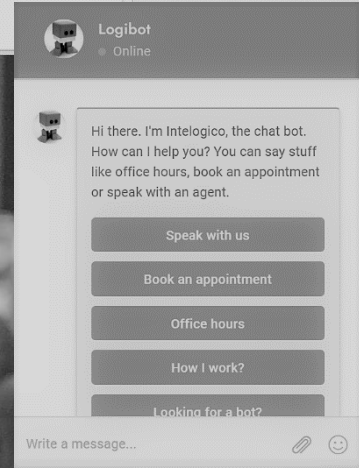 Logibot
Online
Hi there. I'm Intelogico, the chat bot.
How can I help you? You can say stuff
like office hours, book an appointment
or speak with an agent.
Speak with us
Book an appointment
Office hours
How I work?
Looking for a bot?
Write a message...